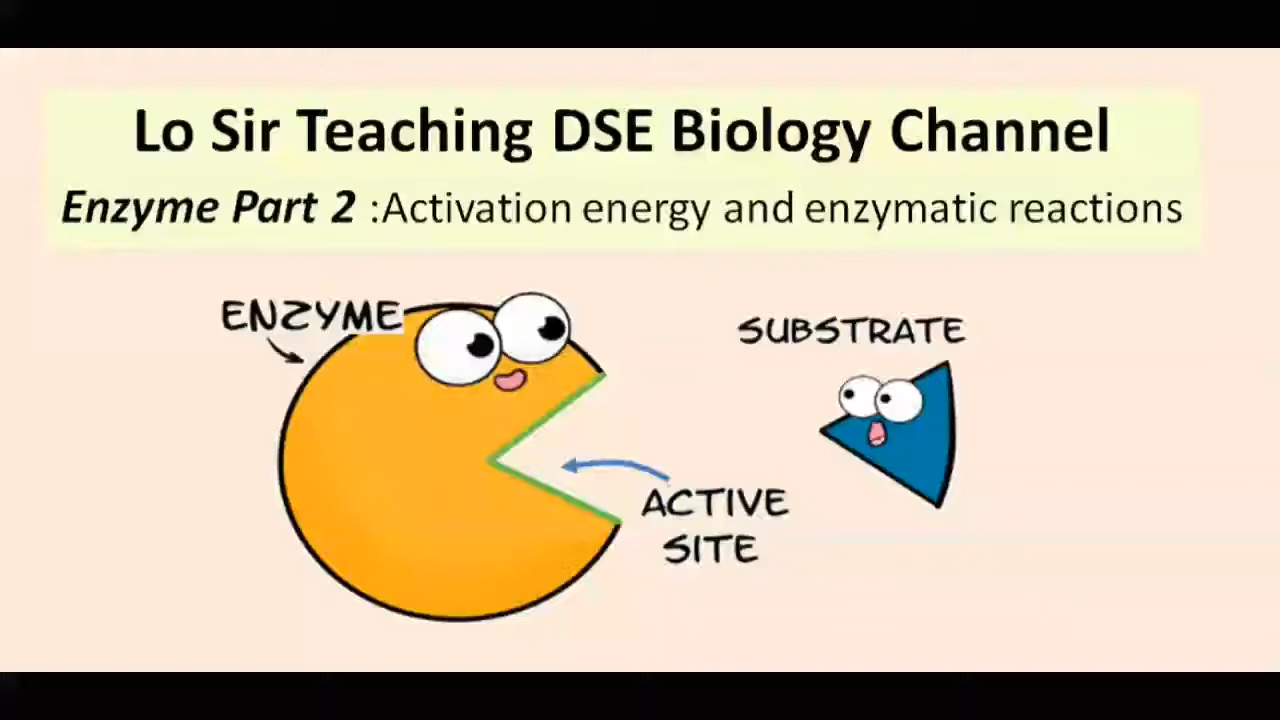 Lo Sir Teaching DSE Biology Channel
Enzyme Part 2 :Activation energy and enzymatic reactions
ENZYME
SUBSTRATE
ACTIVE
SITE